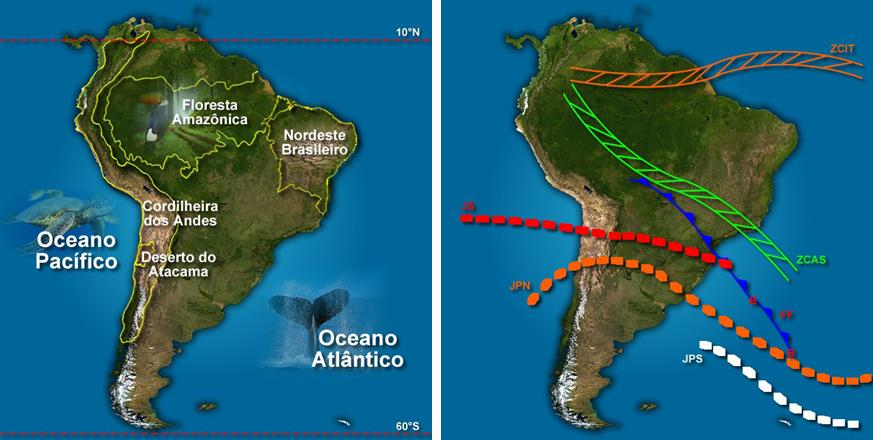 10°N
Floresta
Amazônica
Nordeste
Brasileiro
Cordilheira
dos Andes
Oceano
Pacífico
Deserto do
Atacama
Oceano
Atlântico
60°S
ZCIT
JS
ZCAS
JPN
B
FF
B
JPS